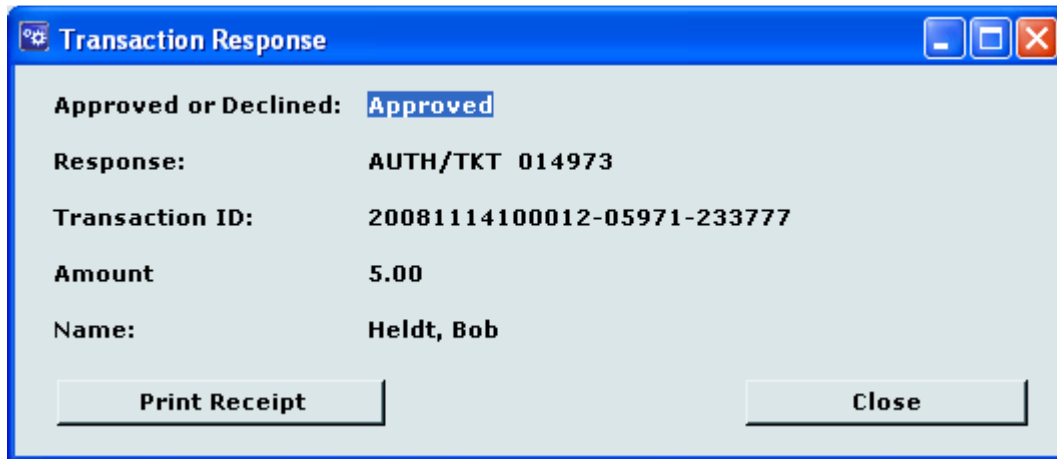 Transaction Response
Approved or Declined: Approved
Response: AUTH/TKT 014973
Transaction ID: 20081114100012-05971-233777
Amount 5.00
Name: Heldt, Bob
Print Receipt Close